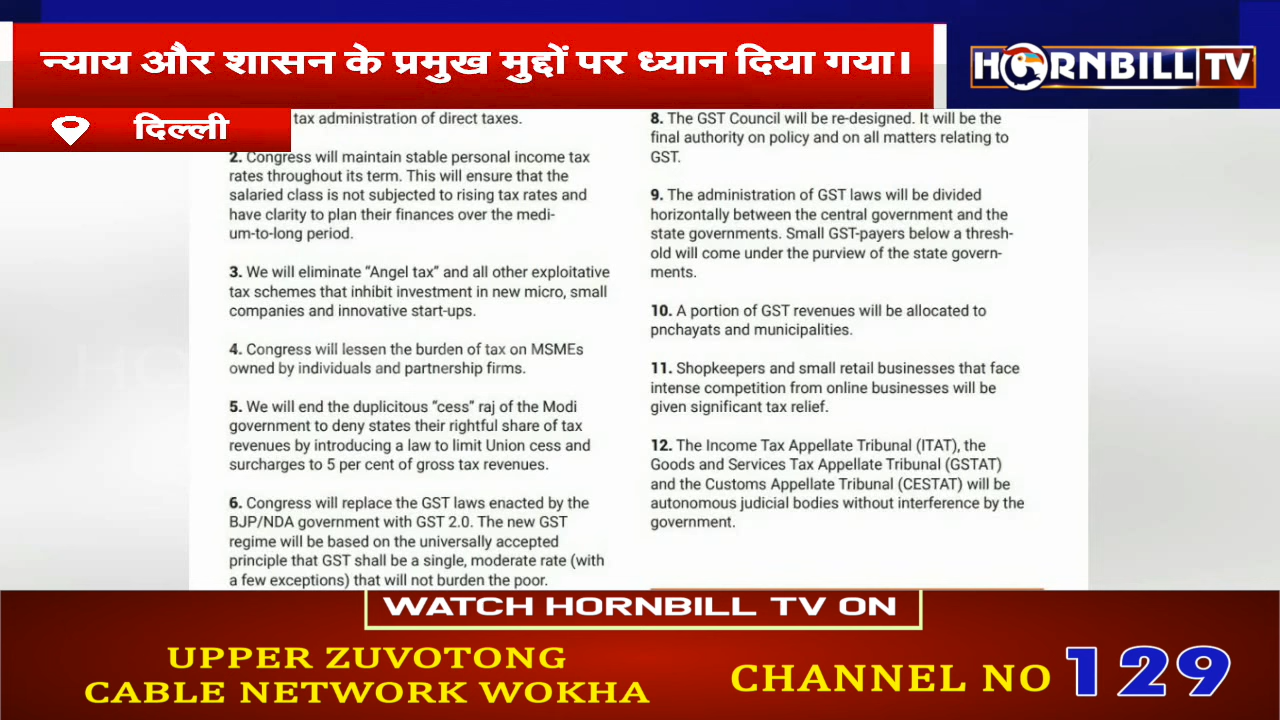 न्याय और शासन के प्रमुख मुद्दों पर ध्यान दिया गया।
HORNBILL TV
दिल्ली
tax administration of direct taxes.
2. Congress will maintain stable personal income tax
rates throughout its term. This will ensure that the
salaried class is not subjected to rising tax rates and
have clarity to plan their finances over the medi-
um-to-long period.
3. We will eliminate “Angel tax” and all other exploitative
tax schemes that inhibit investment in new micro, small
companies and innovative start-ups.
4. Congress will lessen the burden of tax on MSMEs
owned by individuals and partnership firms.
5. We will end the duplicitous “cess” raj of the Modi
government to deny states their rightful share of tax
revenues by introducing a law to limit Union cess and
surcharges to 5 per cent of gross tax revenues.
6. Congress will replace the GST laws enacted by the
BJP/NDA government with GST 2.0. The new GST
regime will be based on the universally accepted
principle that GST shall be a single, moderate rate (with
a few exceptions) that will not burden the poor.
8. The GST Council will be re-designed. It will be the
final authority on policy and on all matters relating to
GST.
9. The administration of GST laws will be divided
horizontally between the central government and the
state governments. Small GST-payers below a thresh-
old will come under the purview of the state govern-
ments.
10. A portion of GST revenues will be allocated to
pnchayats and municipalities.
11. Shopkeepers and small retail businesses that face
intense competition from online businesses will be
given significant tax relief.
12. The Income Tax Appellate Tribunal (ITAT), the
Goods and Services Tax Appellate Tribunal (GSTAT)
and the Customs Appellate Tribunal (CESTAT) will be
autonomous judicial bodies without interference by the
government.
WATCH HORNBILL TV ON
UPPER ZUVOTONG
CABLE NETWORK WOKHA
CHANNEL NO 129